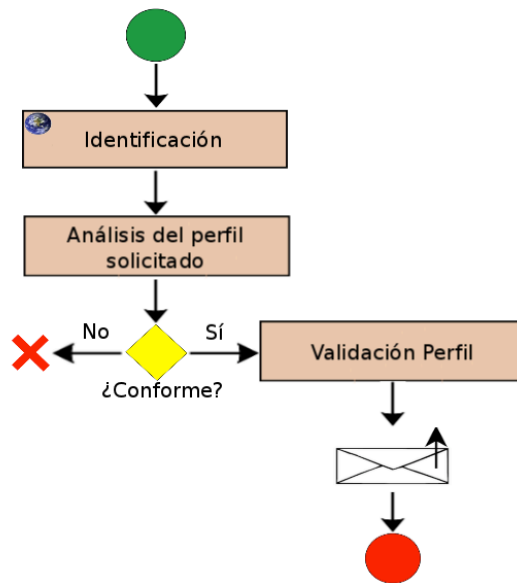 Identificación
Análisis del perfil
solicitado
No
Sí
¿Conforme?
Validación Perfil